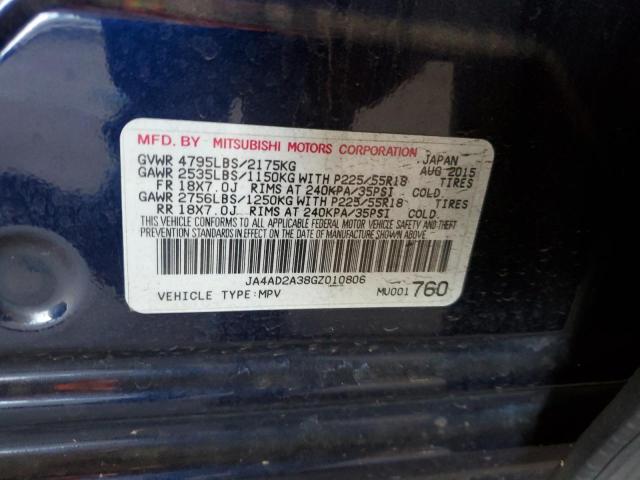 MFD. BY MITSUBISHI MOTORS CORPORATION
GVWR 4795LBS/2175KG JAPAN
AUG 2015
GAWR 2535LBS/1150KG WITH P225/55R18 TIRES
FR 18X7.0J RIMS AT 240KPA/35PSI COLD
GAWR 2756LBS/1250KG WITH P225/55R18 TIRES
RR 18X7.0J RIMS AT 240KPA/35PSI COLD
THIS VEHICLE CONFORMS TO ALL APPLICABLE FEDERAL MOTOR VEHICLE SAFETY AND THEFT
PREVENTION STANDARDS IN EFFECT ON THE DATE OF MANUFACTURE SHOWN ABOVE.
JA4AD2A38GZ010806
VEHICLE TYPE:MPV MU001 760